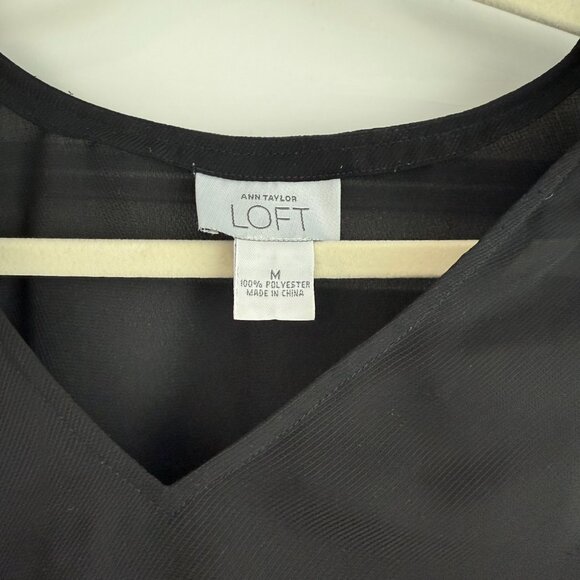 ANN TAYLOR
LOFT
M
100% POLYESTER
MADE IN CHINA